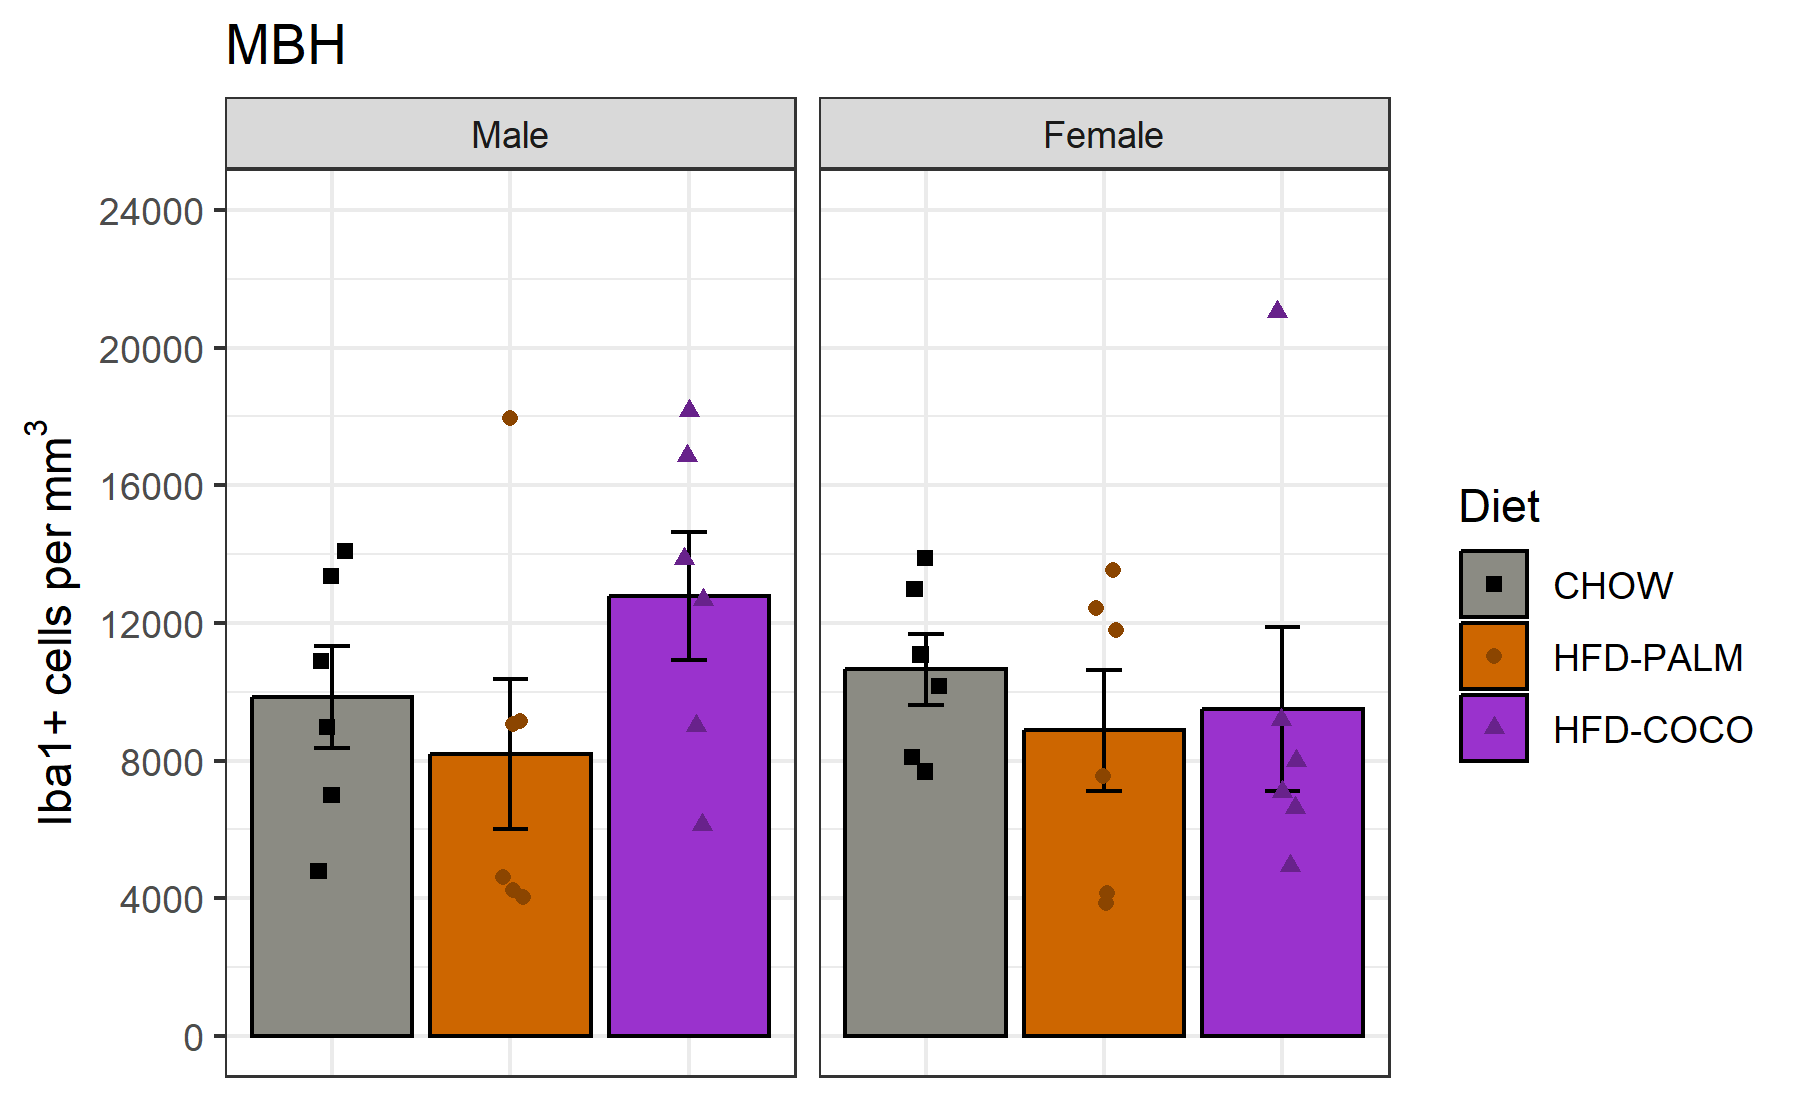 MBH
Male
Female
24000
20000
16000
12000
8000
4000
0
Iba1+ cells per mm³
Diet
CHOW
HFD-PALM
HFD-COCO